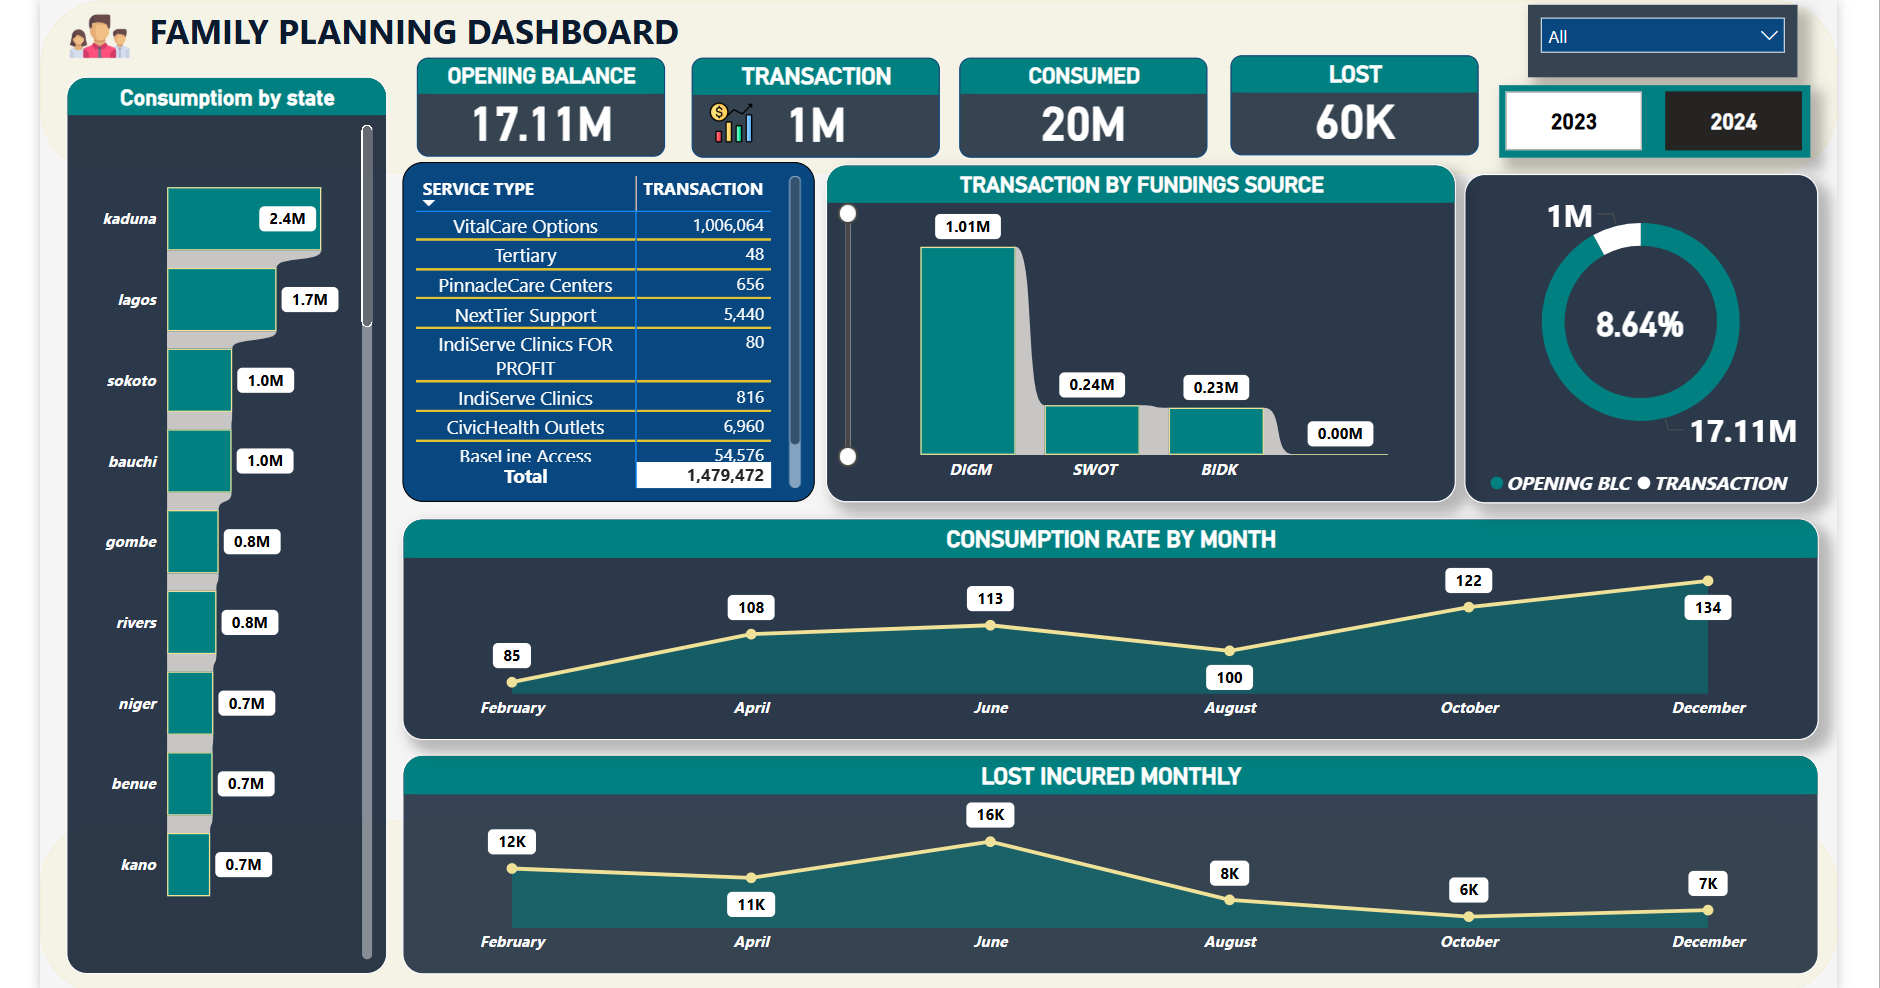 FAMILY PLANNING DASHBOARD
All
2023
2024
OPENING BALANCE
17.11M
TRANSACTION
1M
CONSUMED
20M
LOST
60K
Consumptiom by state
kaduna
2.4M
lagos
1.7M
sokoto
1.0M
bauchi
1.0M
gombe
0.8M
rivers
0.8M
niger
0.7M
benue
0.7M
kano
0.7M
SERVICE TYPE TRANSACTION
VitalCare Options 1,006,064
Tertiary 48
PinnacleCare Centers 656
NextTier Support 5,440
IndiServe Clinics FOR 80
PROFIT
IndiServe Clinics 816
CivicHealth Outlets 6,960
BaseLine Access 54,576
Total 1,479,472
TRANSACTION BY FUNDINGS SOURCE
1.01M
0.24M
0.23M
0.00M
DIGM SWOT BIDK
1M
8.64%
17.11M
OPENING BLC TRANSACTION
CONSUMPTION RATE BY MONTH
85
108
113
100
122
134
February April June August October December
LOST INCURED MONTHLY
12K
11K
16K
8K
6K
7K
February April June August October December